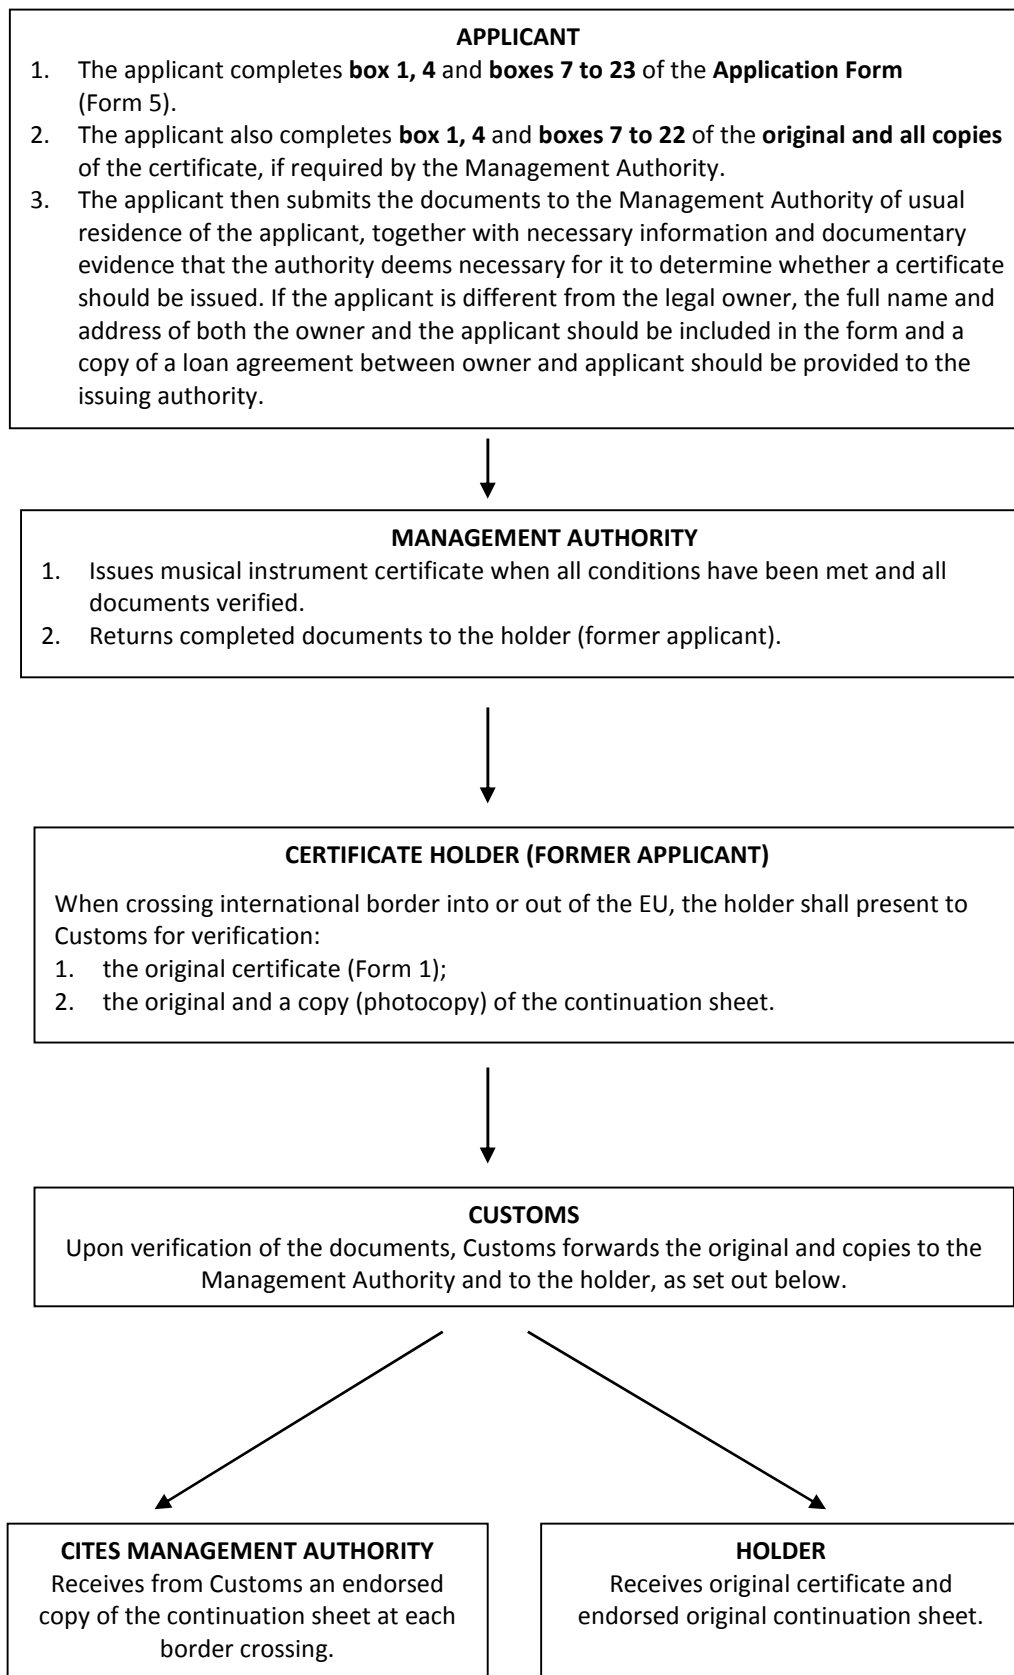 APPLICANT
1. The applicant completes box 1, 4 and boxes 7 to 23 of the Application Form
(Form 5).
2. The applicant also completes box 1, 4 and boxes 7 to 22 of the original and all copies
of the certificate, if required by the Management Authority.
3. The applicant then submits the documents to the Management Authority of usual
residence of the applicant, together with necessary information and documentary
evidence that the authority deems necessary for it to determine whether a certificate
should be issued. If the applicant is different from the legal owner, the full name and
address of both the owner and the applicant should be included in the form and a
copy of a loan agreement between owner and applicant should be provided to the
issuing authority.
MANAGEMENT AUTHORITY
1. Issues musical instrument certificate when all conditions have been met and all
documents verified.
2. Returns completed documents to the holder (former applicant).
CERTIFICATE HOLDER (FORMER APPLICANT)
When crossing international border into or out of the EU, the holder shall present to
Customs for verification:
1. the original certificate (Form 1);
2. the original and a copy (photocopy) of the continuation sheet.
CUSTOMS
Upon verification of the documents, Customs forwards the original and copies to the
Management Authority and to the holder, as set out below.
CITES MANAGEMENT AUTHORITY
Receives from Customs an endorsed
copy of the continuation sheet at each
border crossing.
HOLDER
Receives original certificate and
endorsed original continuation sheet.